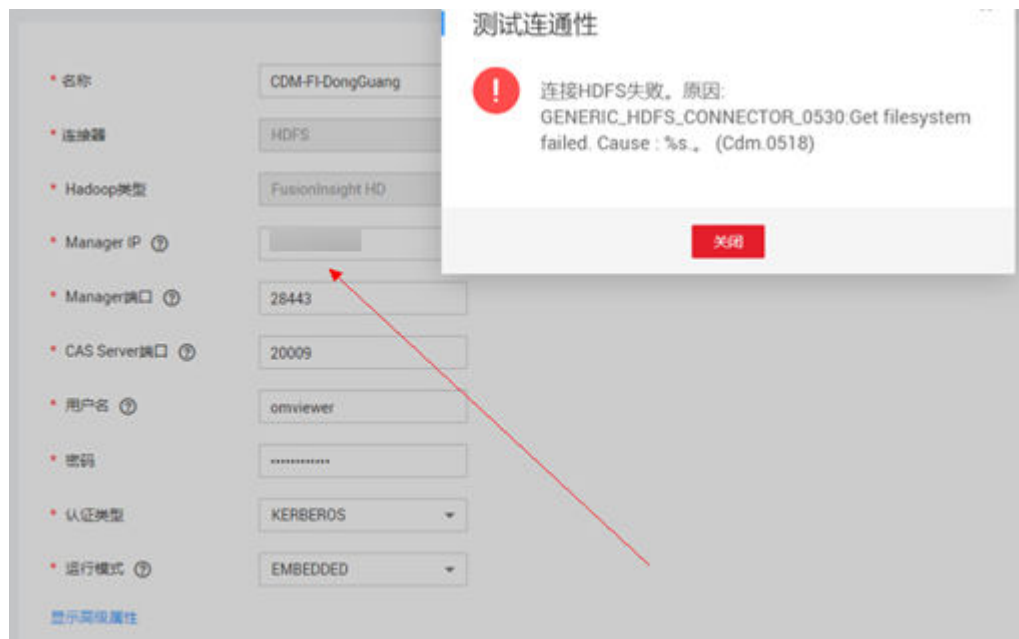 测试连通性
连接HDFS失败。原因:
GENERIC_HDFS_CONNECTOR_0530:Get filesystem
failed. Cause : %s.。 (Cdm.0518)
关闭
* 名称 CDM-FI-DongGuang
* 连接器 HDFS
* Hadoop类型 FusionInsight HD
* Manager IP
* Manager端口 28443
* CAS Server端口 20009
* 用户名 omviewer
* 密码 ············
* 认证类型 KERBEROS
* 运行模式 EMBEDDED
显示高级属性